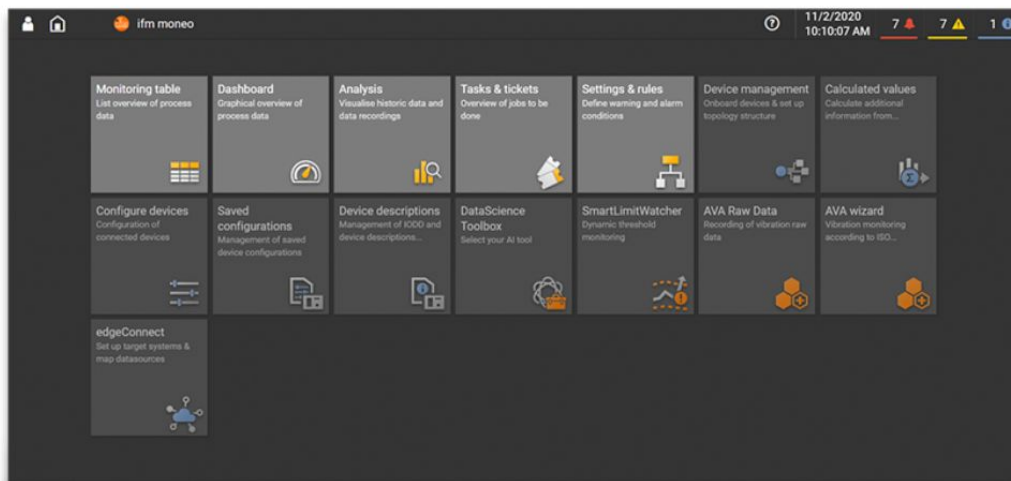 ifm moneo
11/2/2020
10:10:07 AM
7
7
1
Monitoring table
List overview of process
data
Dashboard
Graphical overview of
process data
Analysis
Visualise historic data and
data recordings
Tasks & tickets
Overview of jobs to be
done
Settings & rules
Define warning and alarm
conditions
Device management
Onboard devices & set up
topology structure
Calculated values
Calculate additional
information from...
Configure devices
Configuration of
connected devices
Saved
configurations
Management of saved
device configurations
Device descriptions
Management of IODD and
device descriptions...
DataScience
Toolbox
Select your AI tool
SmartLimitWatcher
Dynamic threshold
monitoring
AVA Raw Data
Recording of vibration raw
data
AVA wizard
Vibration monitoring
according to ISO...
edgeConnect
Set up target systems &
map datasources